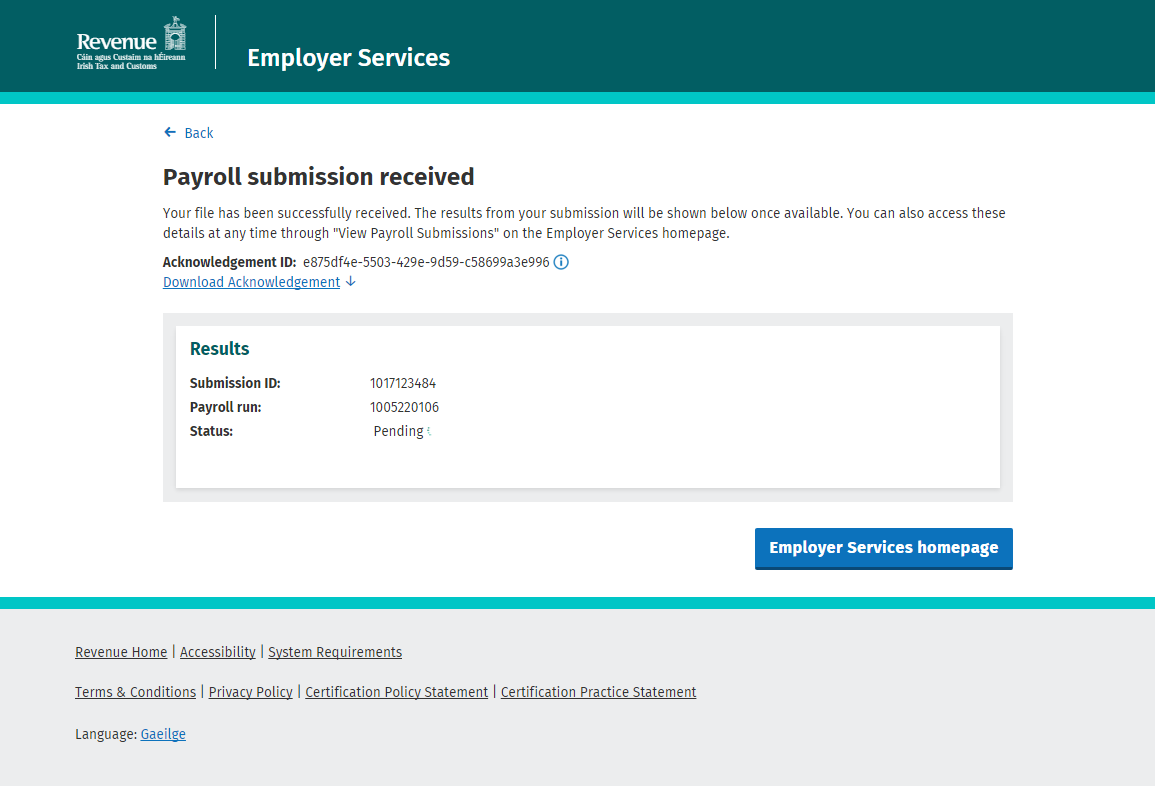 Revenue
Cáin agus Custaim na hÉireann
Irish Tax and Customs
Employer Services
Back
Payroll submission received
Your file has been successfully received. The results from your submission will be shown below once available. You can also access these
details at any time through "View Payroll Submissions" on the Employer Services homepage.
Acknowledgement ID: e875df4e-5503-429e-9d59-c58699a3e996
Download Acknowledgement
Results
Submission ID: 1017123484
Payroll run: 1005220106
Status: Pending
Employer Services homepage
Revenue Home | Accessibility | System Requirements
Terms & Conditions | Privacy Policy | Certification Policy Statement | Certification Practice Statement
Language: Gaeilge